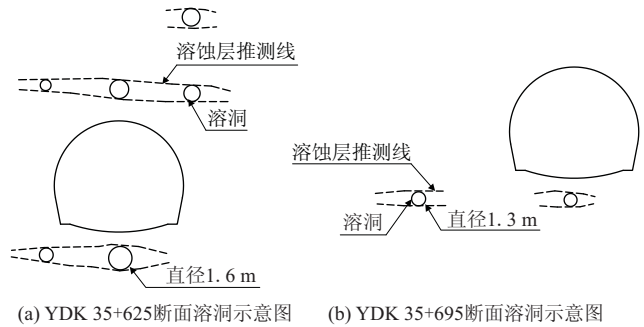 溶蚀层推测线
溶洞
直径1.6 m
(a) YDK 35+625断面溶洞示意图
溶蚀层推测线
溶洞
直径1.3 m
(b) YDK 35+695断面溶洞示意图